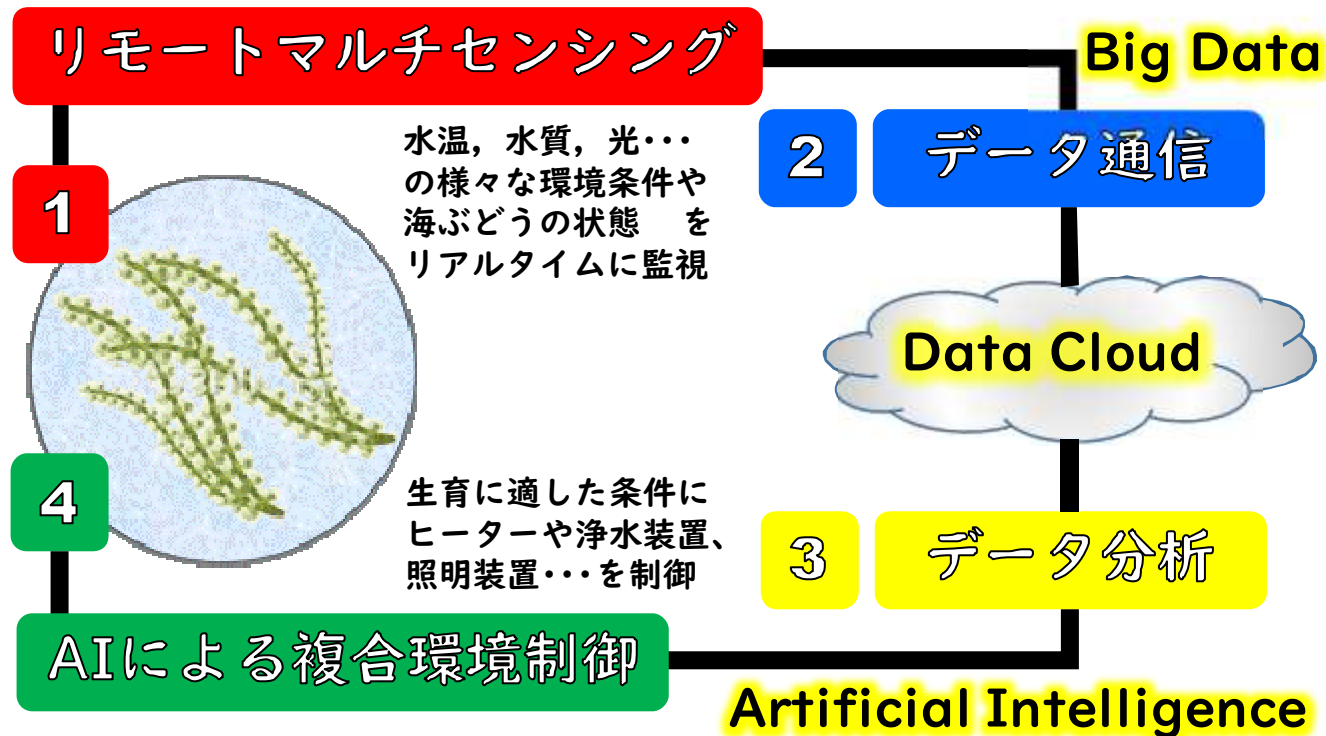 リモートマルチセンシング
Big Data
1
水温，水質，光･･･
の様々な環境条件や
海ぶどうの状態　を
リアルタイムに監視
2
データ通信
Data Cloud
4
生育に適した条件に
ヒーターや浄水装置、
照明装置･･･を制御
3
データ分析
AIによる複合環境制御
Artificial Intelligence